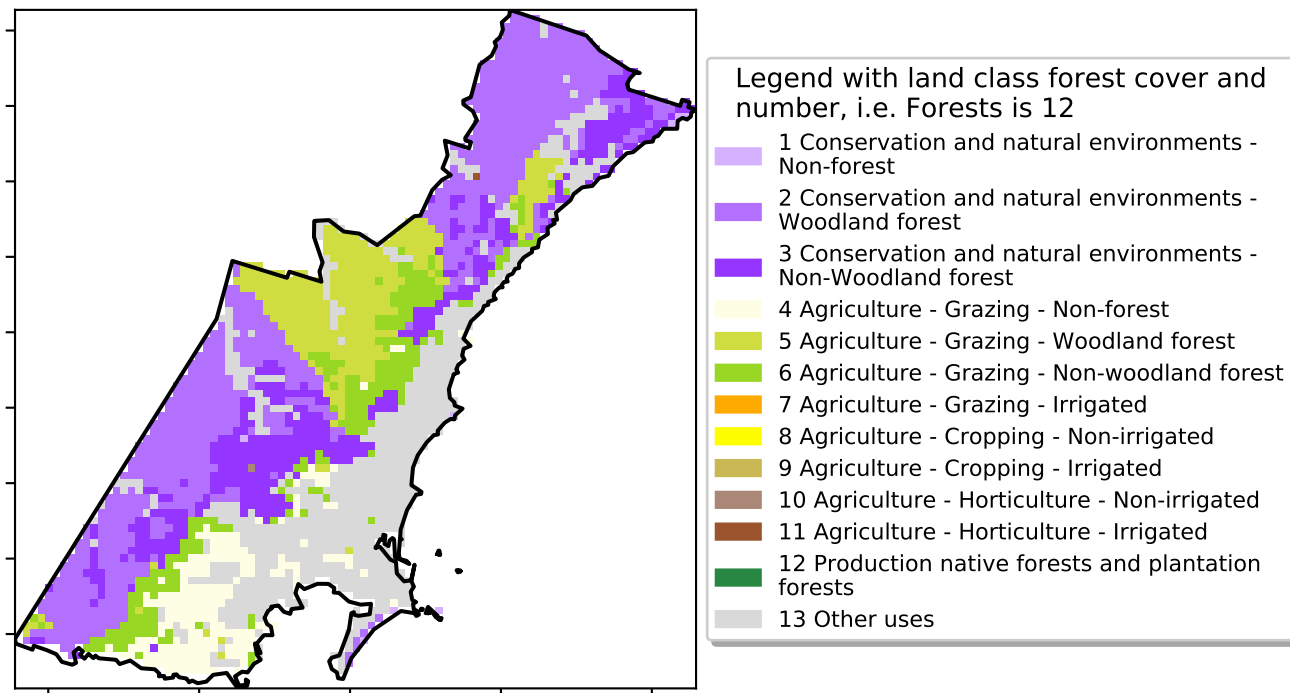 Legend with land class forest cover and
number, i.e. Forests is 12
1 Conservation and natural environments -
Non-forest
2 Conservation and natural environments -
Woodland forest
3 Conservation and natural environments -
Non-Woodland forest
4 Agriculture - Grazing - Non-forest
5 Agriculture - Grazing - Woodland forest
6 Agriculture - Grazing - Non-woodland forest
7 Agriculture - Grazing - Irrigated
8 Agriculture - Cropping - Non-irrigated
9 Agriculture - Cropping - Irrigated
10 Agriculture - Horticulture - Non-irrigated
11 Agriculture - Horticulture - Irrigated
12 Production native forests and plantation
forests
13 Other uses